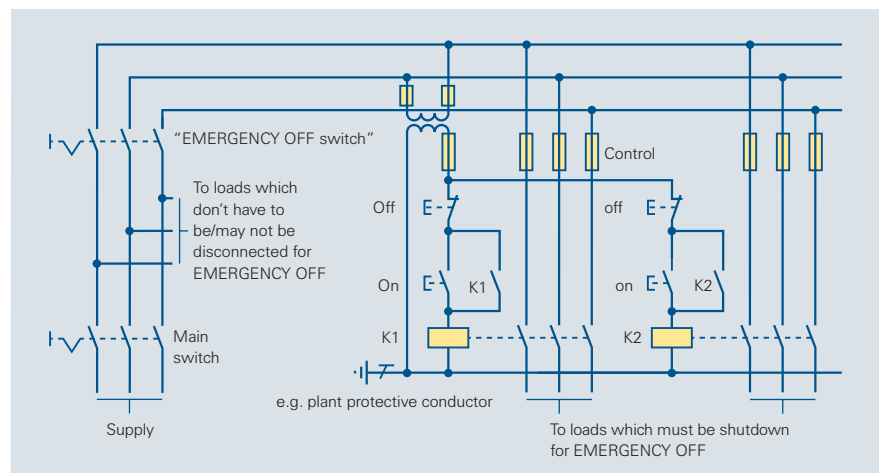 “EMERGENCY OFF switch”
Control
To loads which
don’t have to
be/may not be
disconnected for
EMERGENCY OFF
Off
off
On
K1
on
K2
Main
switch
K1
K2
e.g. plant protective conductor
Supply
To loads which must be shutdown
for EMERGENCY OFF